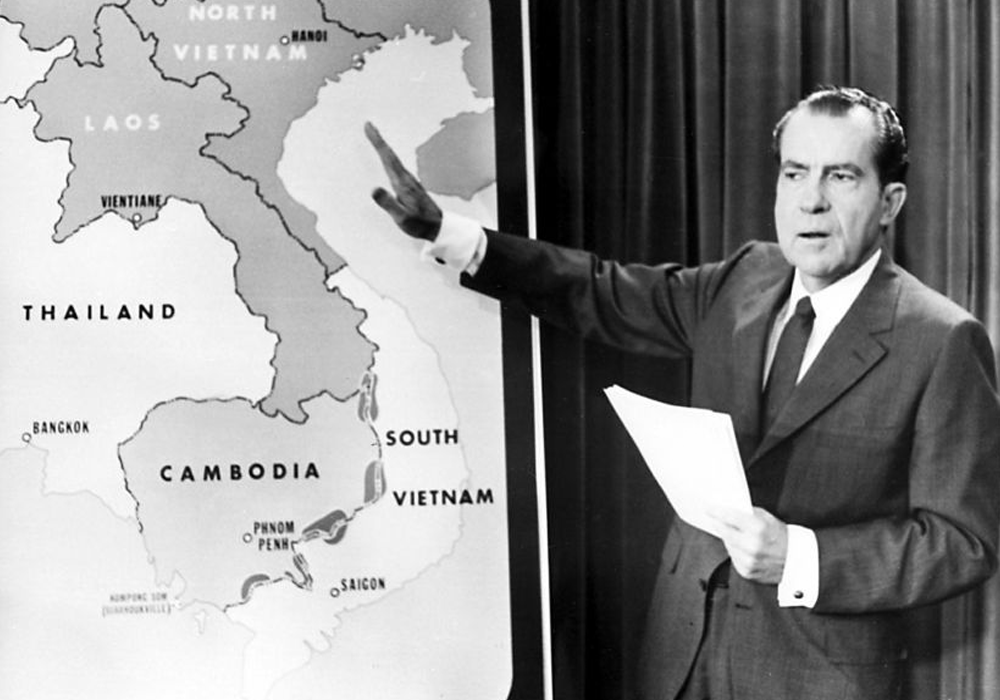 NORTH
VIETNAM
HANOI
LAOS
VIENTIANE
THAILAND
BANGKOK
SOUTH
CAMBODIA
VIETNAM
PHNOM
PENH
SAIGON
KOMPONG SOM
(SIHANOUKVILLE)